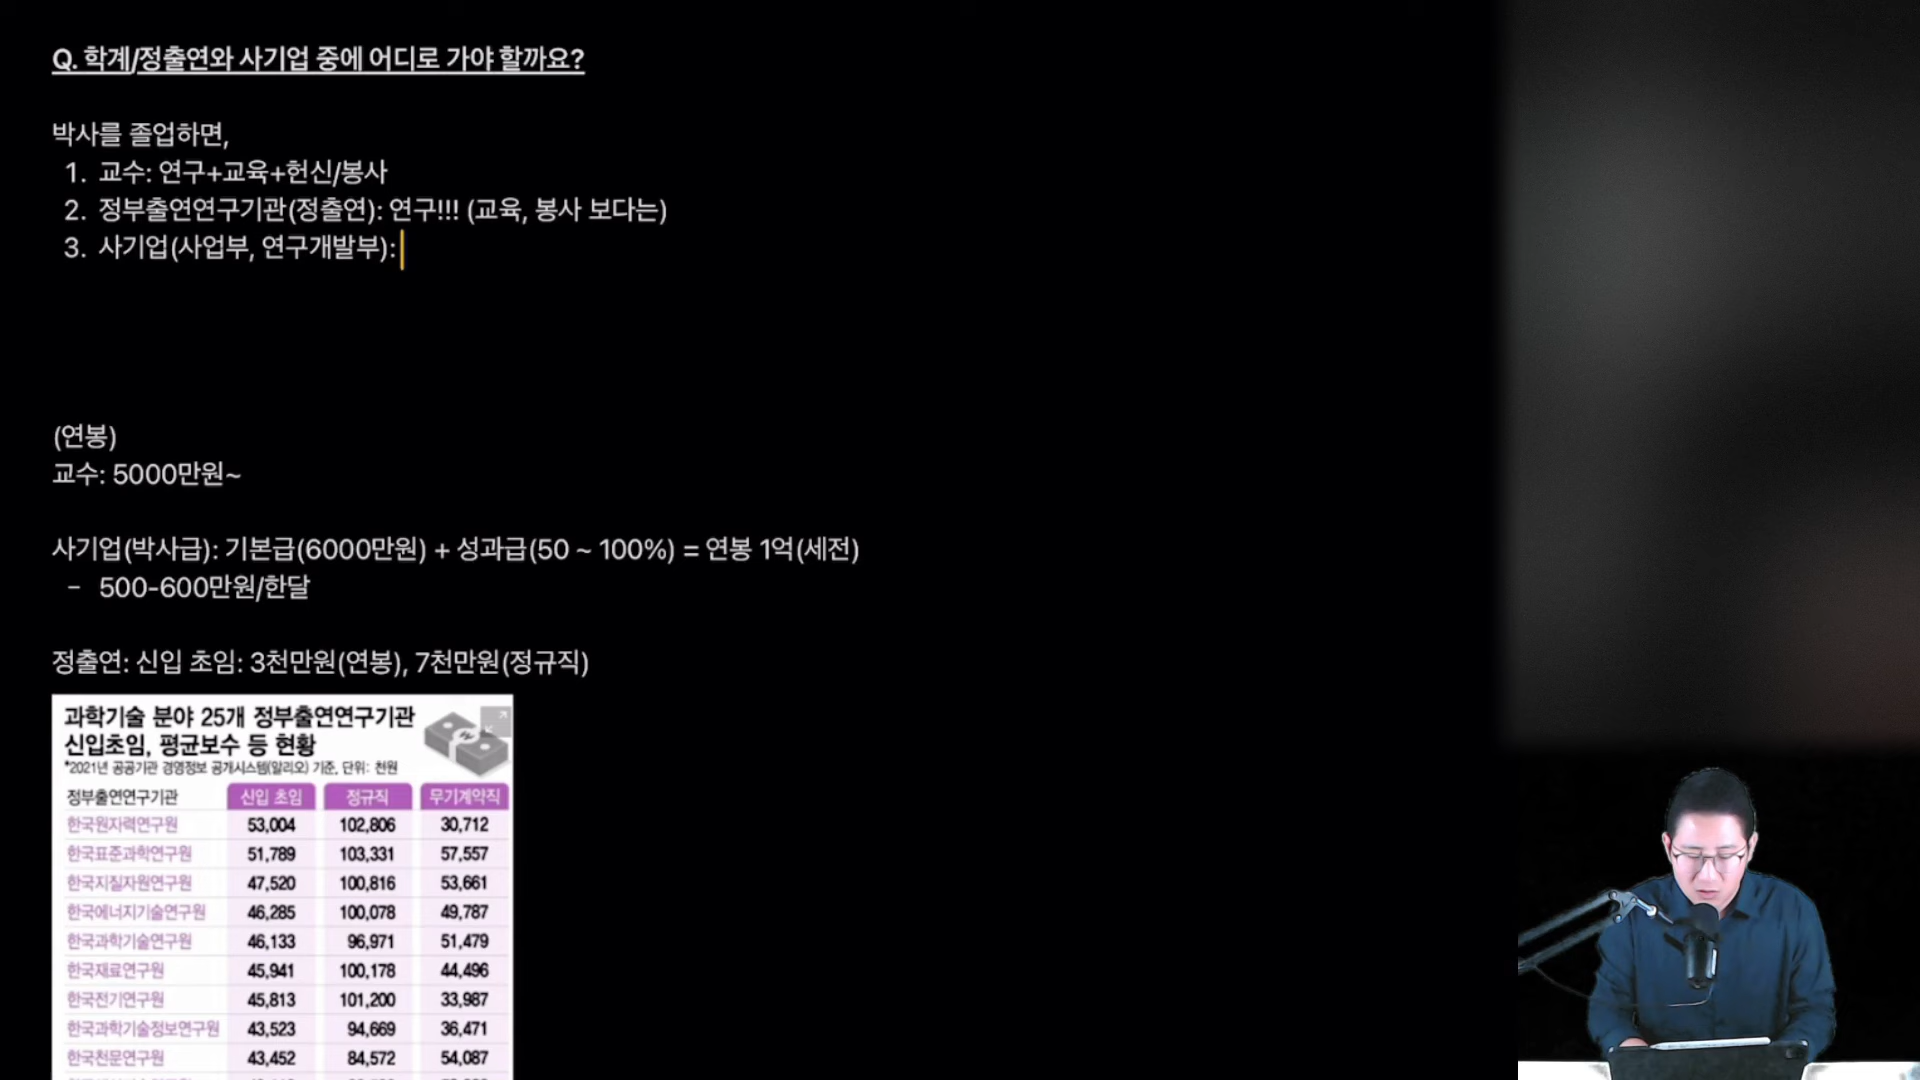 Q. 학계/정출연와 사기업 중에 어디로 가야 할까요?
박사를 졸업하면,
1. 교수: 연구+교육+헌신/봉사
2. 정부출연연구기관(정출연): 연구!!! (교육, 봉사 보다는)
3. 사기업(사업부, 연구개발부):
(연봉)
교수: 5000만원~
사기업(박사급): 기본급(6000만원) + 성과급(50 ~ 100%) = 연봉 1억(세전)
- 500-600만원/한달
정출연: 신입 초임: 3천만원(연봉), 7천만원(정규직)
과학기술 분야 25개 정부출연연구기관
신입초임, 평균보수 등 현황
*2021년 공공기관 경영정보 공개시스템(알리오) 기준, 단위: 천원
정부출연연구기관 신입 초임 정규직 무기계약직
한국원자력연구원 53,004 102,806 30,712
한국표준과학연구원 51,789 103,331 57,557
한국지질자원연구원 47,520 100,816 53,661
한국에너지기술연구원 46,285 100,078 49,787
한국과학기술연구원 46,133 96,971 51,479
한국재료연구원 45,941 100,178 44,496
한국전기연구원 45,813 101,200 33,987
한국과학기술정보연구원 43,523 94,669 36,471
한국천문연구원 43,452 84,572 54,087